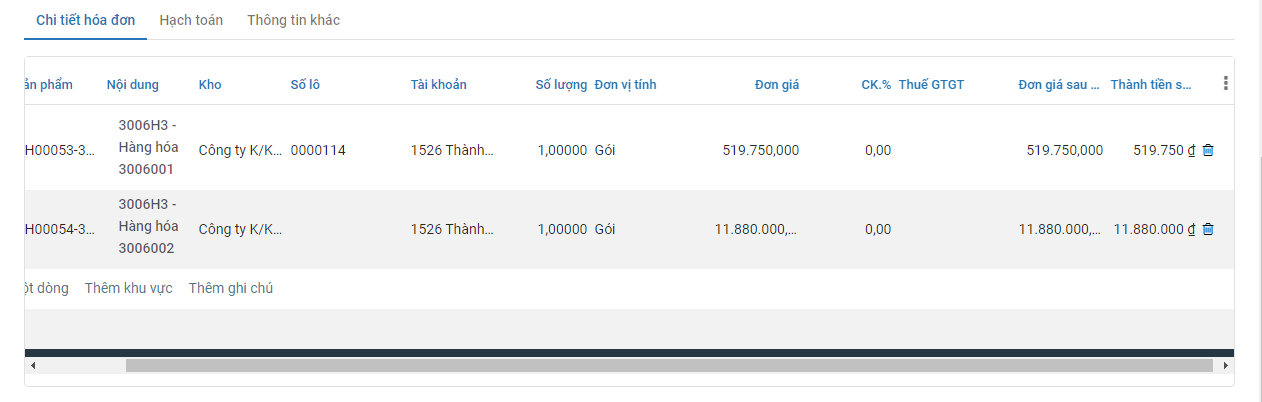 Chi tiết hóa đơn Hạch toán Thông tin khác
ản phẩm Nội dung Kho Số lô Tài khoản Số lượng Đơn vị tính Đơn giá CK.% Thuế GTGT Đơn giá sau ... Thành tiền s...
3006H3 -
H00053-3... Hàng hóa Công ty K/K... 0000114 1526 Thành... 1,00000 Gói 519.750,000 0,00 519.750,000 519.750 ₫
3006001
3006H3 -
H00054-3... Hàng hóa Công ty K/K... 1526 Thành... 1,00000 Gói 11.880.000,... 0,00 11.880.000,... 11.880.000 ₫
3006002
ột dòng Thêm khu vực Thêm ghi chú